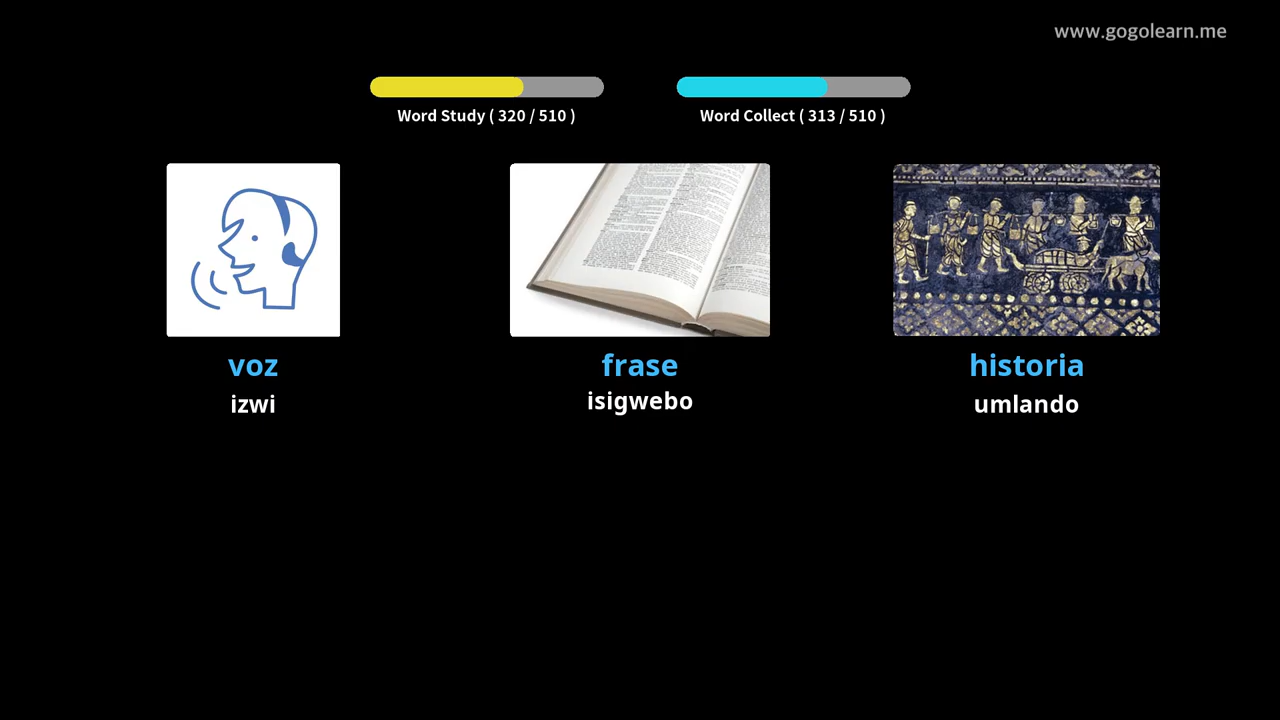 www.gogolearn.me
Word Study ( 320 / 510 )
Word Collect ( 313 / 510 )
voz
frase
historia
izwi
isigwebo
umlando